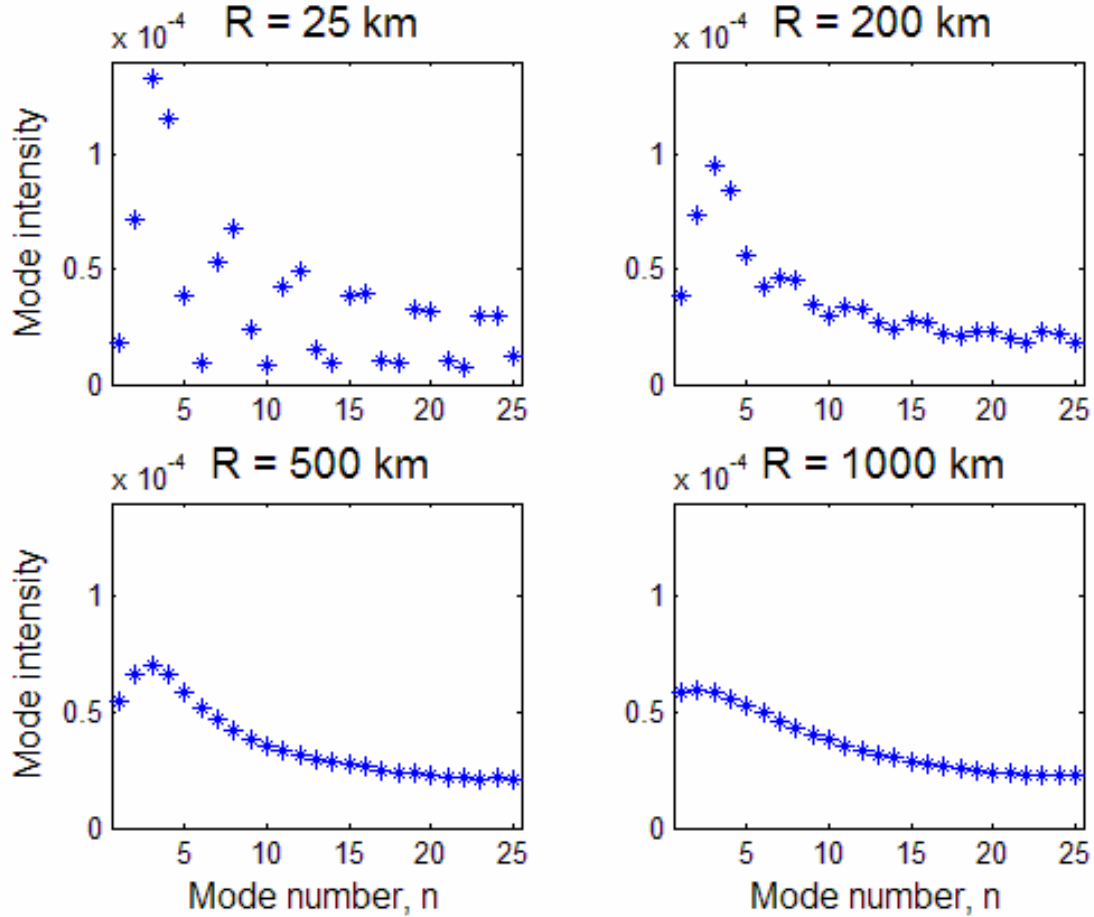 x 10-4 R = 25 km
x 10-4 R = 200 km
Mode intensity
1
0.5
0
5 10 15 20 25
1
0.5
0
5 10 15 20 25
x 10-4 R = 500 km
x 10-4 R = 1000 km
Mode intensity
1
0.5
0
5 10 15 20 25
Mode number, n
1
0.5
0
5 10 15 20 25
Mode number, n